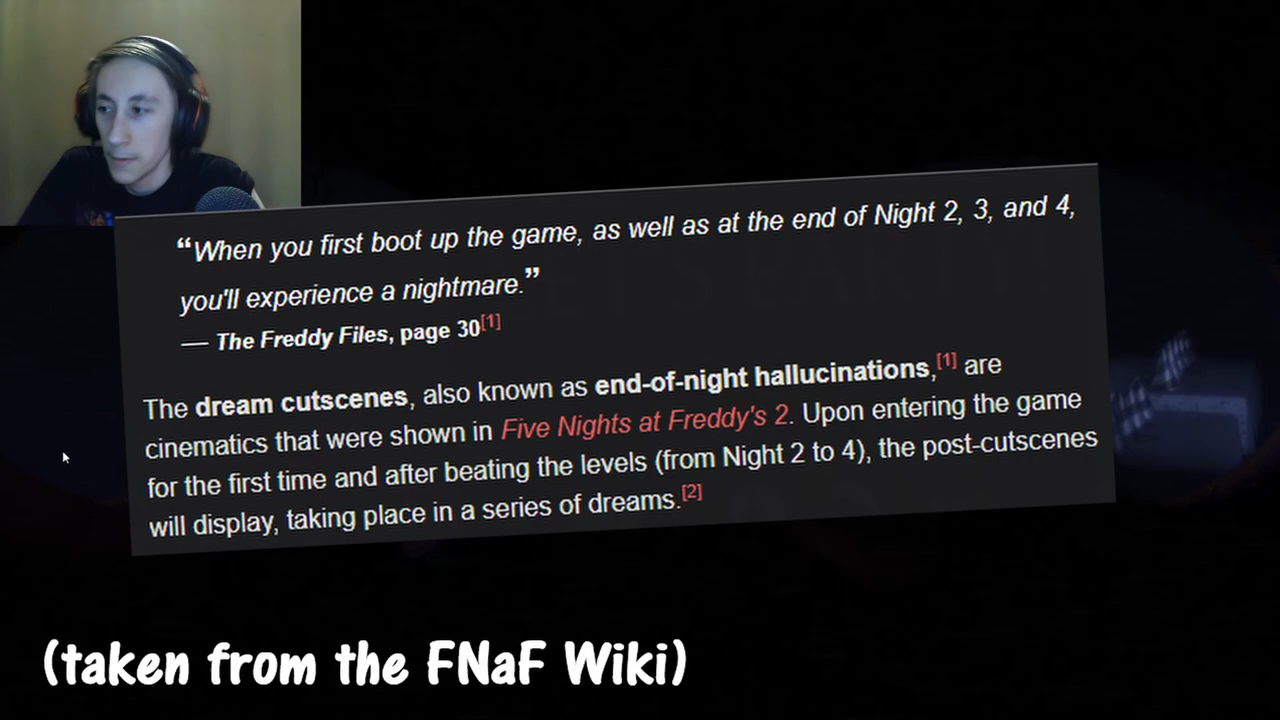 “When you first boot up the game, as well as at the end of Night 2, 3, and 4,
you'll experience a nightmare.”
— The Freddy Files, page 30[1]
The dream cutscenes, also known as end-of-night hallucinations,[1] are
cinematics that were shown in Five Nights at Freddy's 2. Upon entering the game
for the first time and after beating the levels (from Night 2 to 4), the post-cutscenes
will display, taking place in a series of dreams.[2]
(taken from the FNaF Wiki)